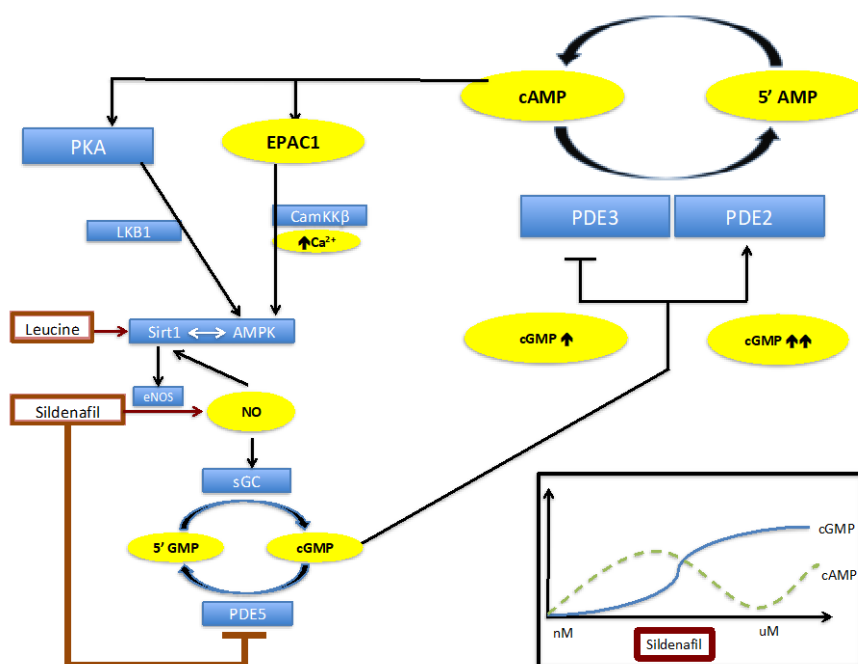 cAMP
5' AMP
PKA
EPAC1
CamKKβ
LKB1
🡅Ca²⁺
PDE3
PDE2
Leucine
Sirt1
AMPK
cGMP 🡅
cGMP 🡅🡅
eNOS
Sildenafil
NO
sGC
5' GMP
cGMP
PDE5
cGMP
cAMP
nM
uM
Sildenafil